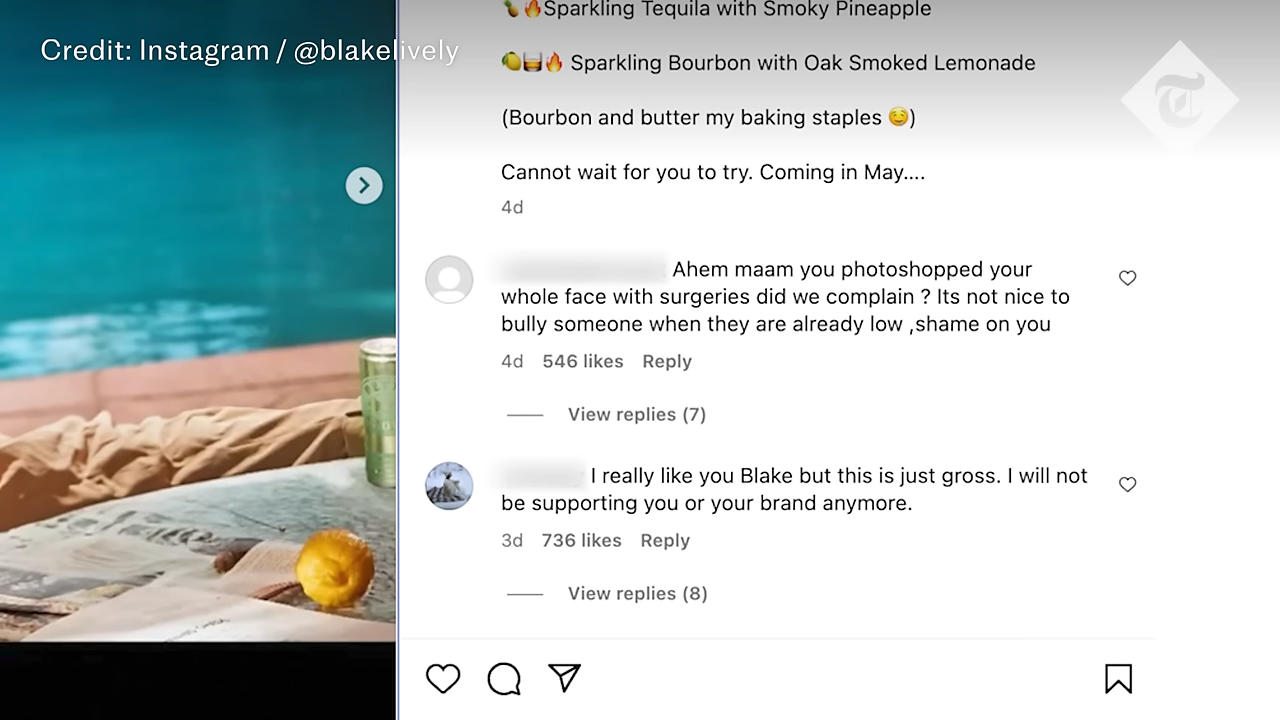 Credit: Instagram / @blakelively
🍍🔥Sparkling Tequila with Smoky Pineapple
🍋🥃🔥 Sparkling Bourbon with Oak Smoked Lemonade
(Bourbon and butter my baking staples 😌)
Cannot wait for you to try. Coming in May....
4d
Ahem maam you photoshopped your
whole face with surgeries did we complain ? Its not nice to
bully someone when they are already low ,shame on you
4d 546 likes Reply
View replies (7)
I really like you Blake but this is just gross. I will not
be supporting you or your brand anymore.
3d 736 likes Reply
View replies (8)